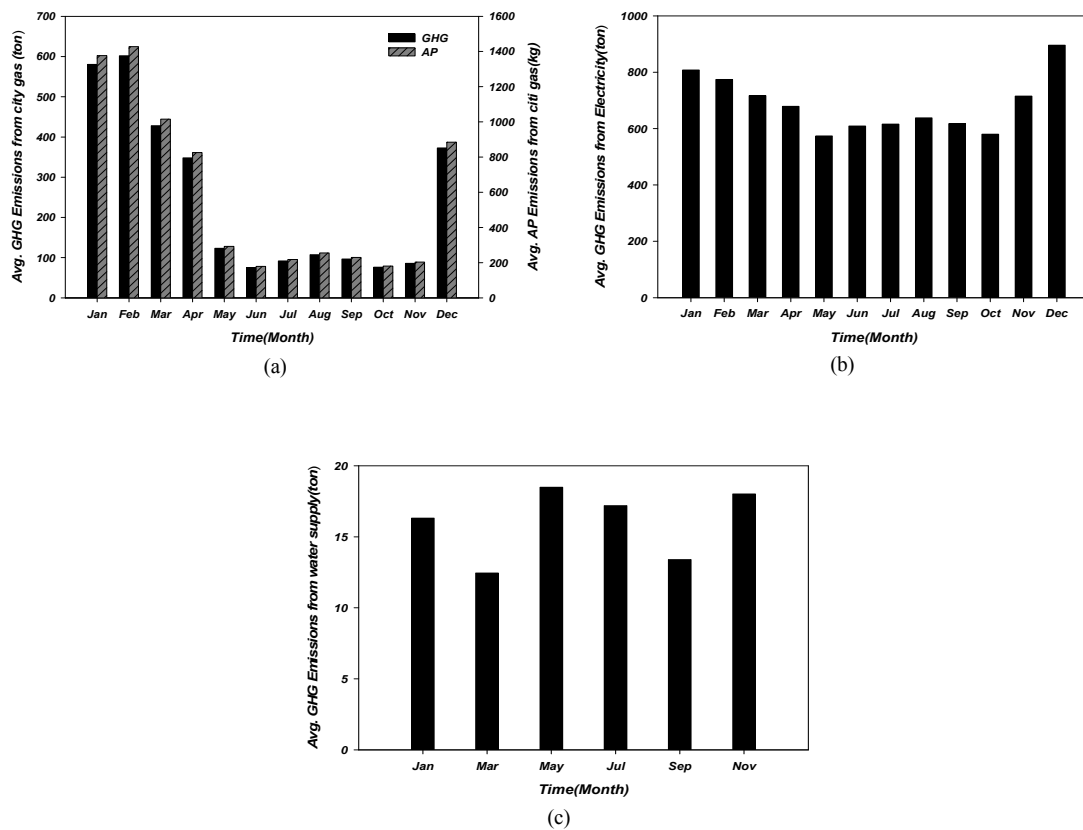 700
600
500
400
300
200
100
0
Avg. GHG Emissions from city gas (ton)
GHG
AP
1600
1400
1200
1000
800
600
400
200
0
Avg. AP Emissions from citi gas(kg)
Jan Feb Mar Apr May Jun Jul Aug Sep Oct Nov Dec
Time(Month)
(a)
1000
800
600
400
200
0
Avg. GHG Emissions from Electricity(ton)
Jan Feb Mar Apr May Jun Jul Aug Sep Oct Nov Dec
Time(Month)
(b)
20
15
10
5
0
Avg. GHG Emissions from water supply(ton)
Jan Mar May Jul Sep Nov
Time(Month)
(c)